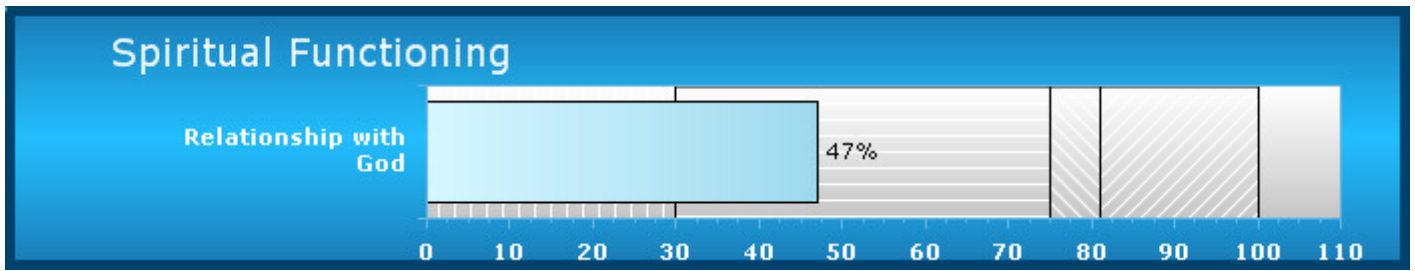 Spiritual Functioning
Relationship with
God
47%
0 10 20 30 40 50 60 70 80 90 100 110